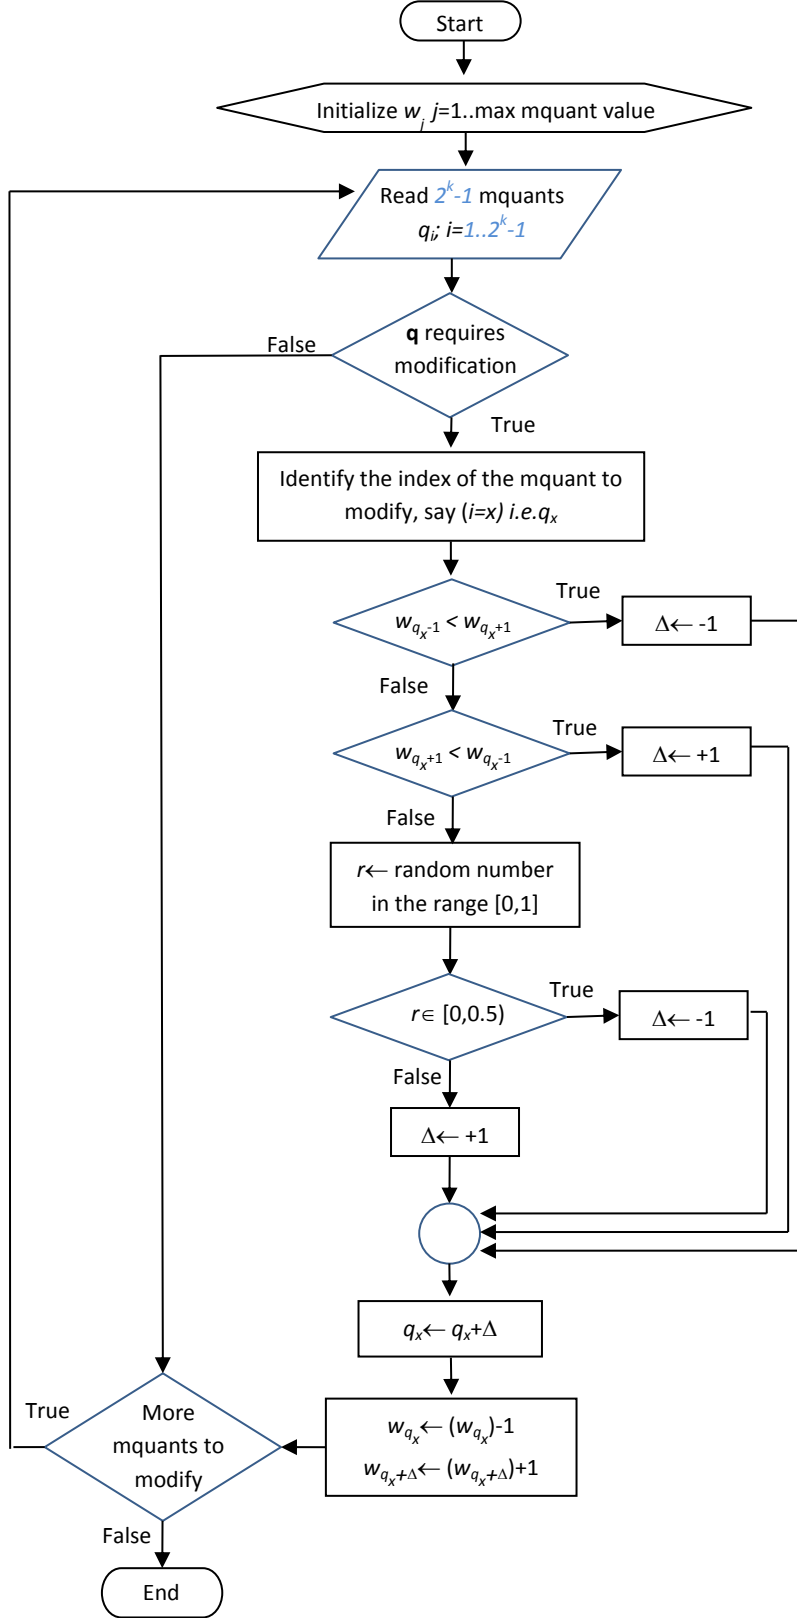 Start
Initialize w_j j=1..max mquant value
Read 2^k-1 mquants
q_i; i=1..2^k-1
q requires
modification
False
True
Identify the index of the mquant to
modify, say (i=x) i.e.q_x
w_{q_x-1} < w_{q_x+1}
True
Δ← -1
False
w_{q_x+1} < w_{q_x-1}
True
Δ← +1
False
r← random number
in the range [0,1]
r∈ [0,0.5)
True
Δ← -1
False
Δ← +1
q_x← q_x+Δ
w_{q_x}← (w_{q_x})-1
w_{q_x+Δ}← (w_{q_x+Δ})+1
True
More
mquants to
modify
False
End